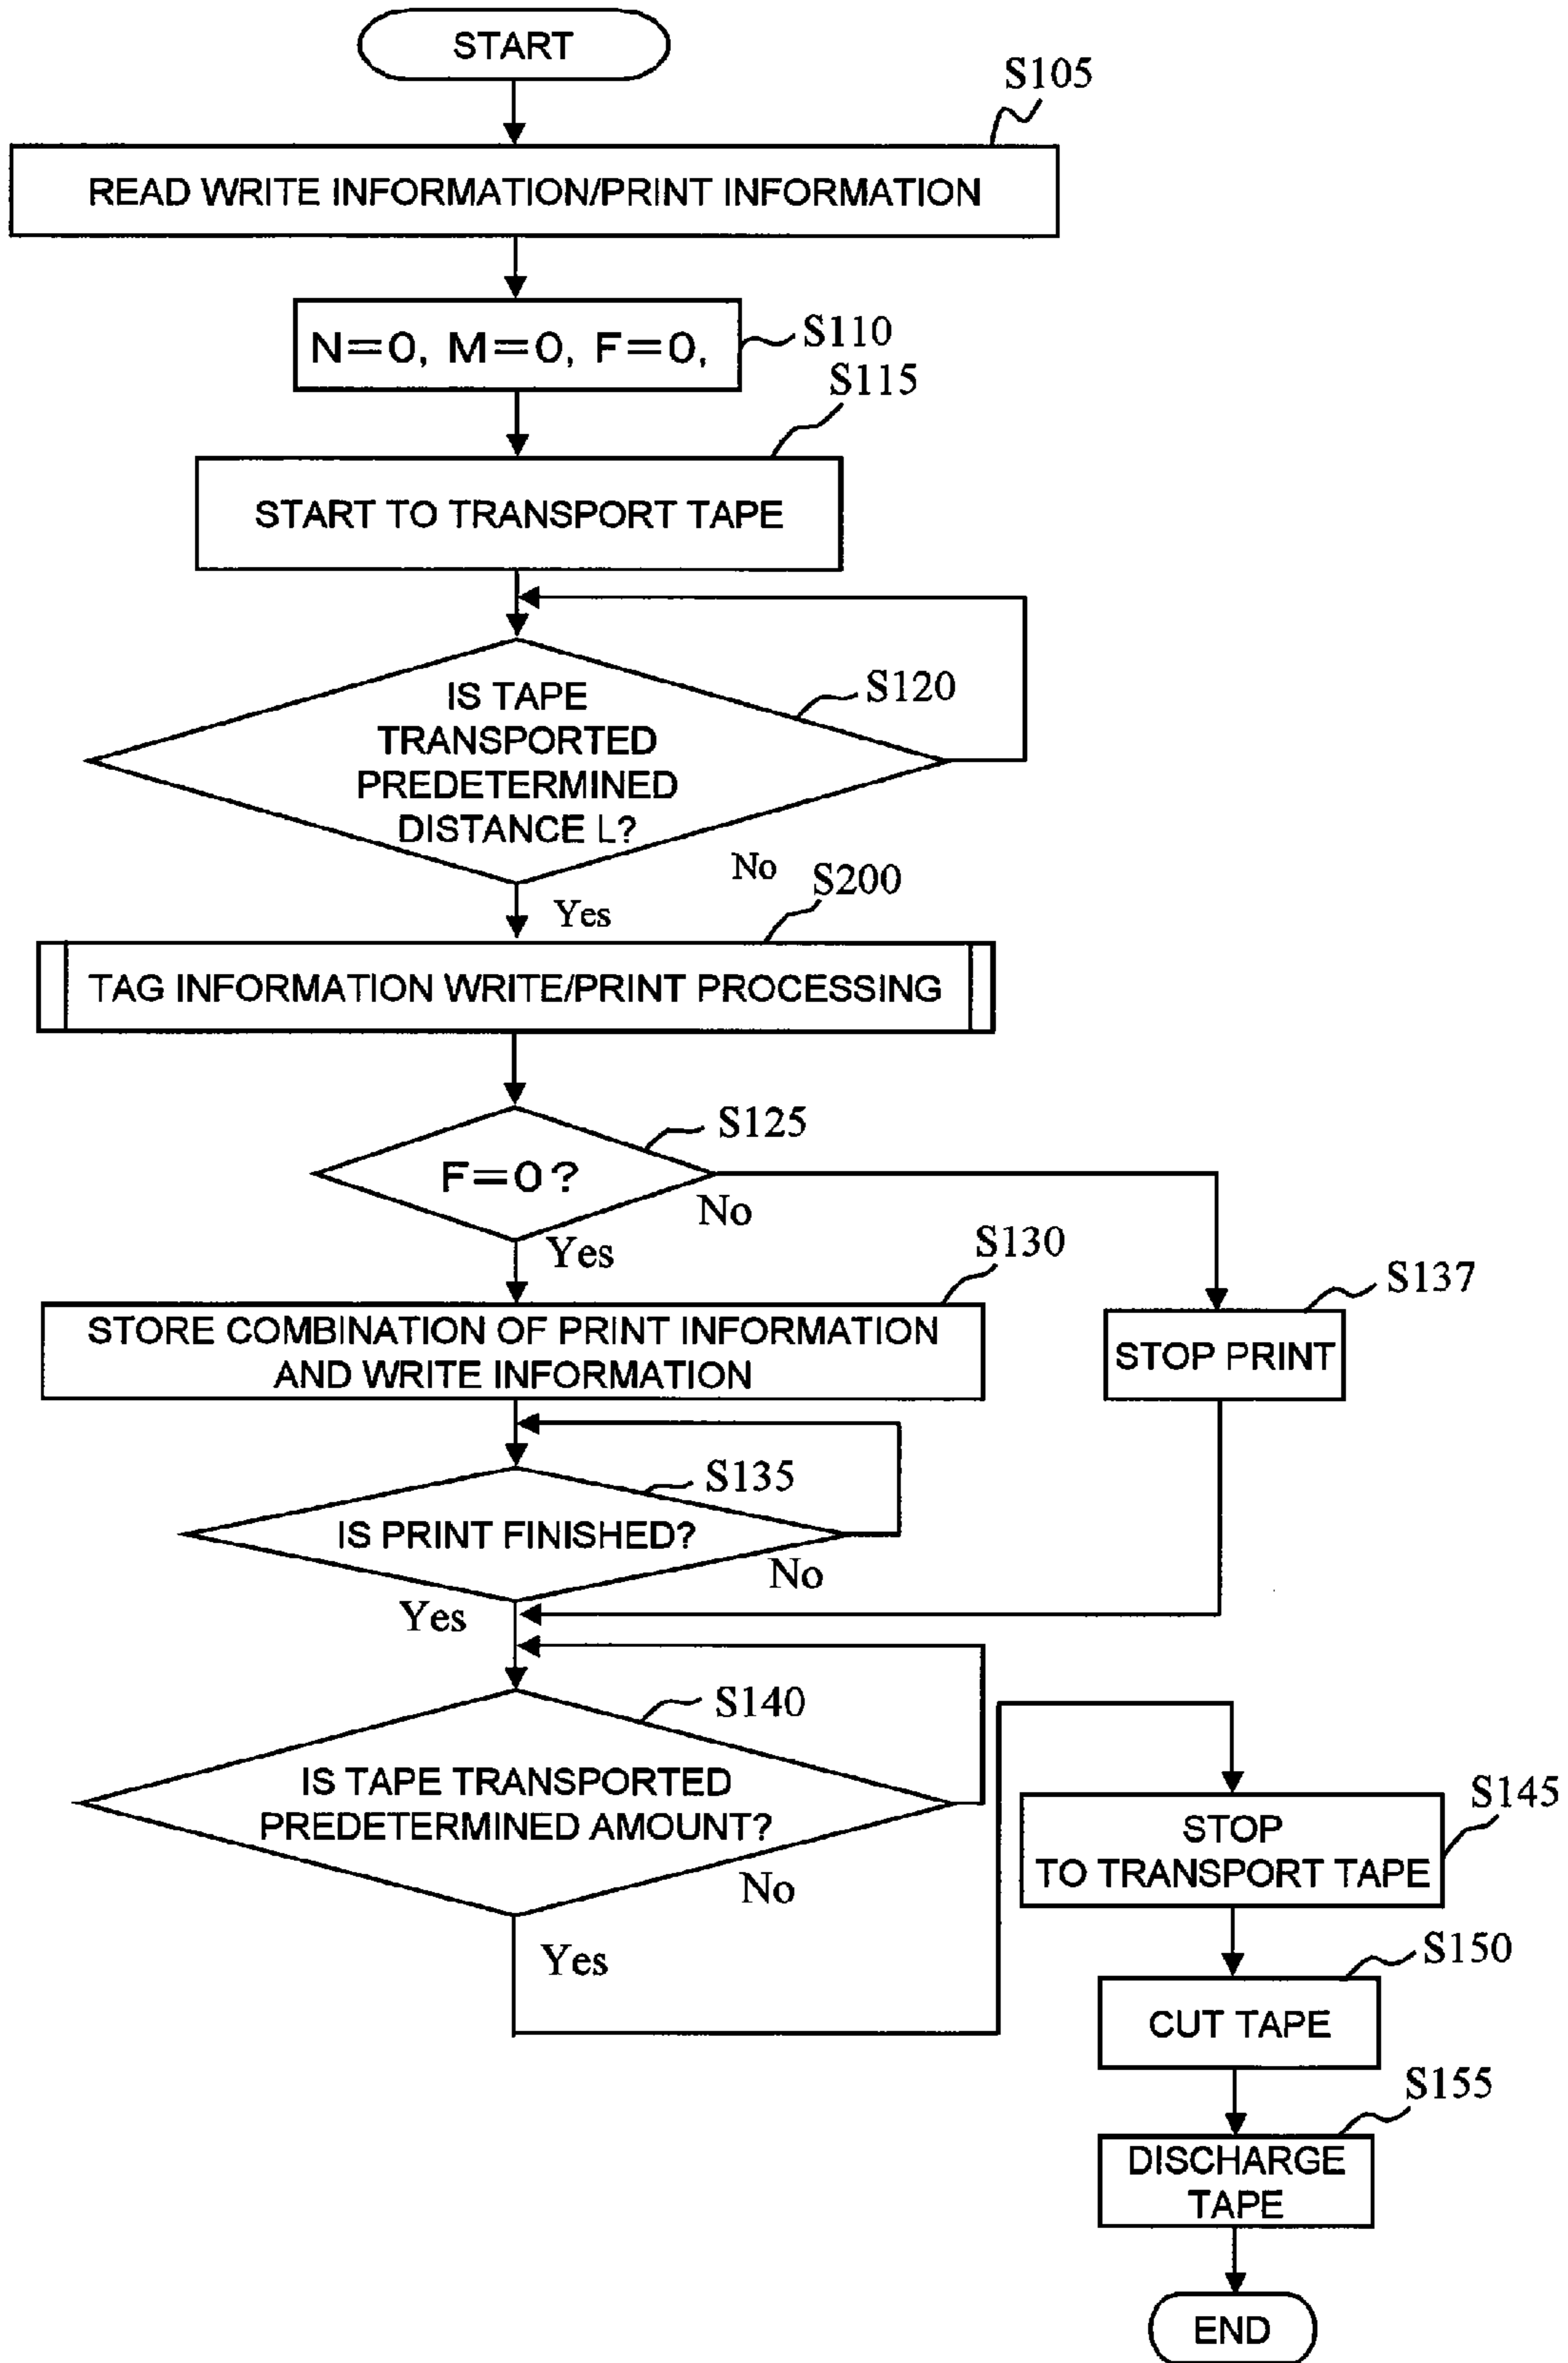 START
S105
READ WRITE INFORMATION/PRINT INFORMATION
N=0, M=0, F=0,
S110
S115
START TO TRANSPORT TAPE
S120
IS TAPE
TRANSPORTED
PREDETERMINED
DISTANCE L?
No
Yes
S200
TAG INFORMATION WRITE/PRINT PROCESSING
S125
F=0?
No
Yes
S130
STORE COMBINATION OF PRINT INFORMATION
AND WRITE INFORMATION
S137
STOP PRINT
S135
IS PRINT FINISHED?
No
Yes
S140
IS TAPE TRANSPORTED
PREDETERMINED AMOUNT?
No
Yes
S145
STOP
TO TRANSPORT TAPE
S150
CUT TAPE
S155
DISCHARGE
TAPE
END